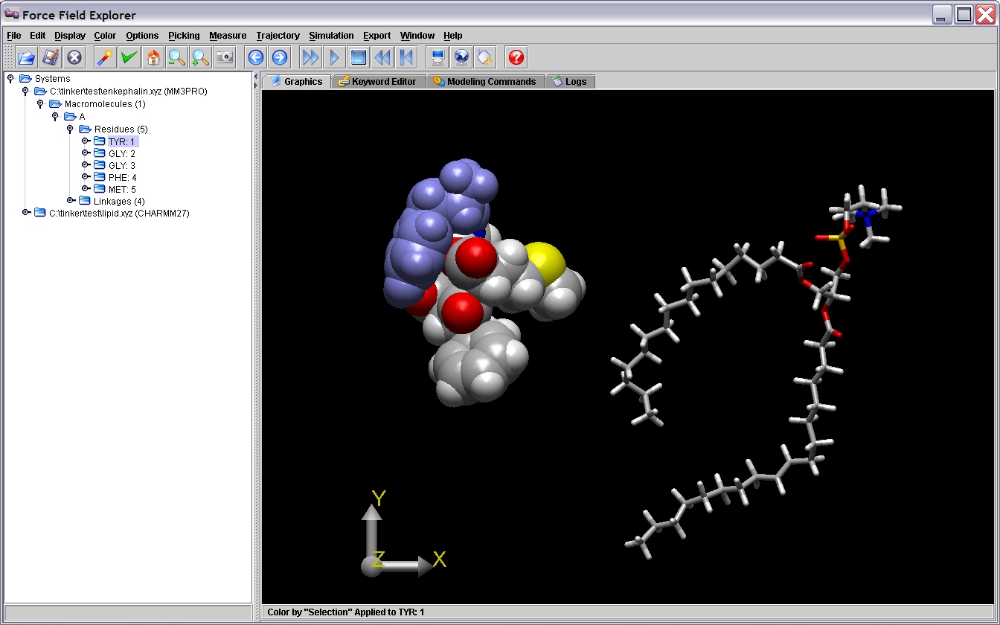 Force Field Explorer
File Edit Display Color Options Picking Measure Trajectory Simulation Export Window Help
Systems
C:\tinker\test\enkephalin.xyz (MM3PRO)
Macromolecules (1)
A
Residues (5)
TYR: 1
GLY: 2
GLY: 3
PHE: 4
MET: 5
Linkages (4)
C:\tinker\test\lipid.xyz (CHARMM27)
Graphics Keyword Editor Modeling Commands Logs
Y
Z X
Color by "Selection" Applied to TYR: 1